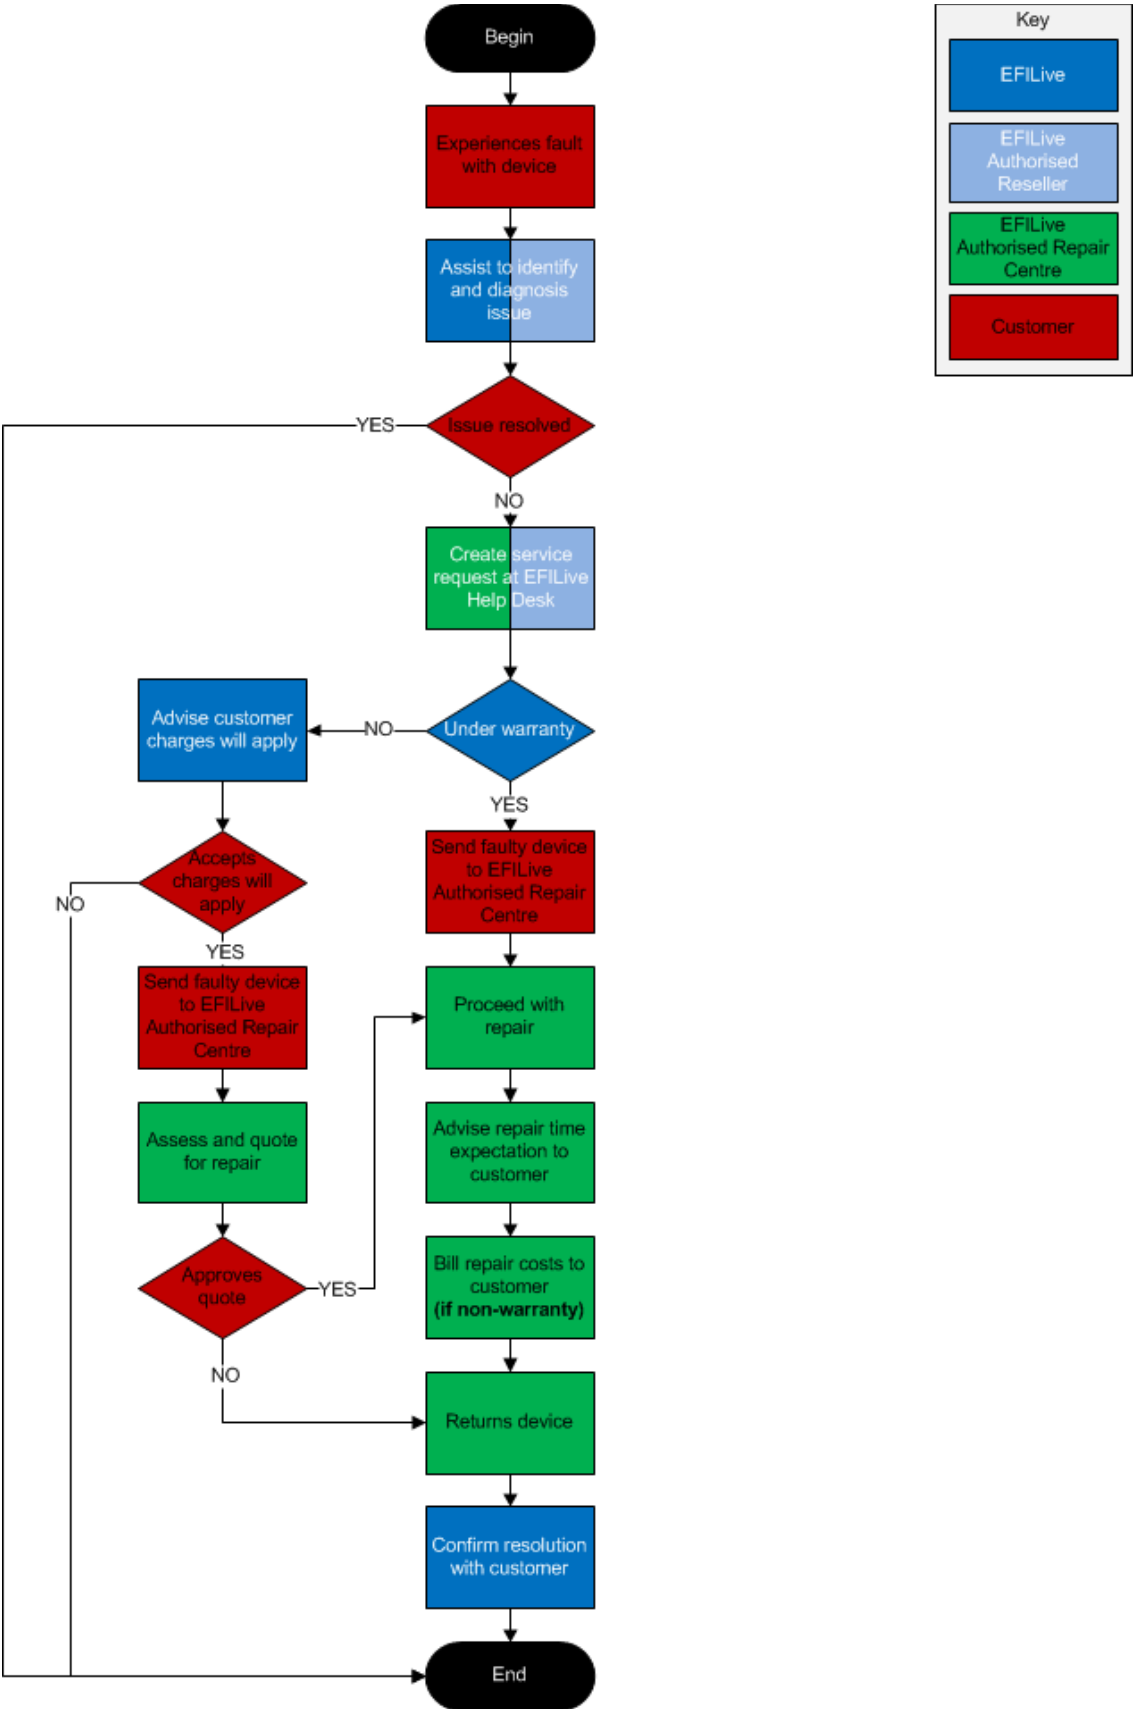 Begin
Key
EFILive
EFILive
Authorised
Reseller
EFILive
Authorised Repair
Centre
Customer
Experiences fault
with device
Assist to identify
and diagnosis
issue
Issue resolved
YES
NO
Create service
request at EFILive
Help Desk
Under warranty
NO
YES
Advise customer
charges will apply
Accepts
charges will
apply
NO
YES
Send faulty device
to EFILive
Authorised Repair
Centre
Send faulty device
to EFILive
Authorised Repair
Centre
Proceed with
repair
Assess and quote
for repair
Advise repair time
expectation to
customer
Approves
quote
YES
NO
Bill repair costs to
customer
(if non-warranty)
Returns device
Confirm resolution
with customer
End